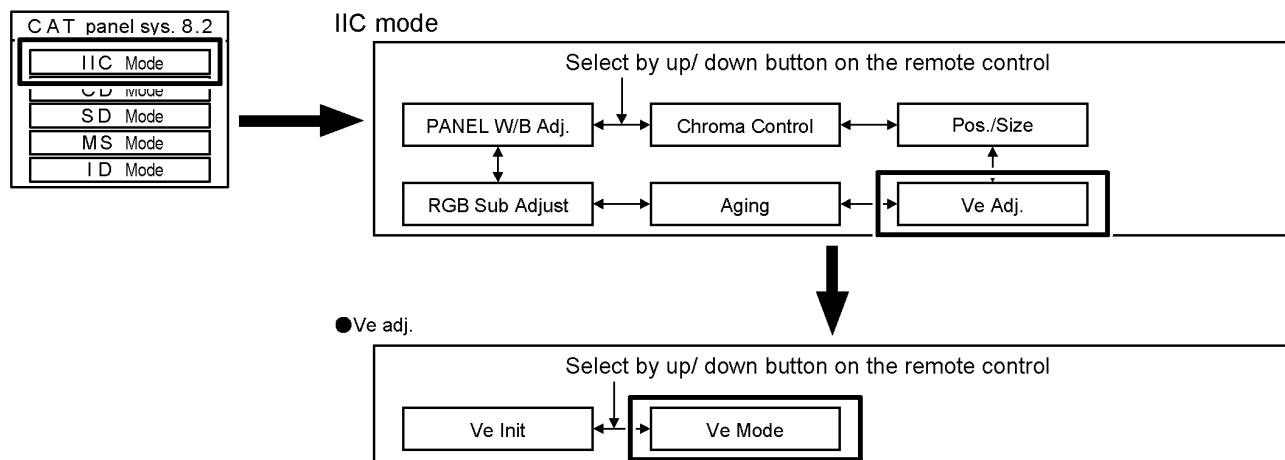 CAT panel sys. 8.2
IIC Mode
CD Mode
SD Mode
MS Mode
ID Mode
IIC mode
Select by up/ down button on the remote control
PANEL W/B Adj.
Chroma Control
Pos./Size
RGB Sub Adjust
Aging
Ve Adj.
●Ve adj.
Select by up/ down button on the remote control
Ve Init
Ve Mode